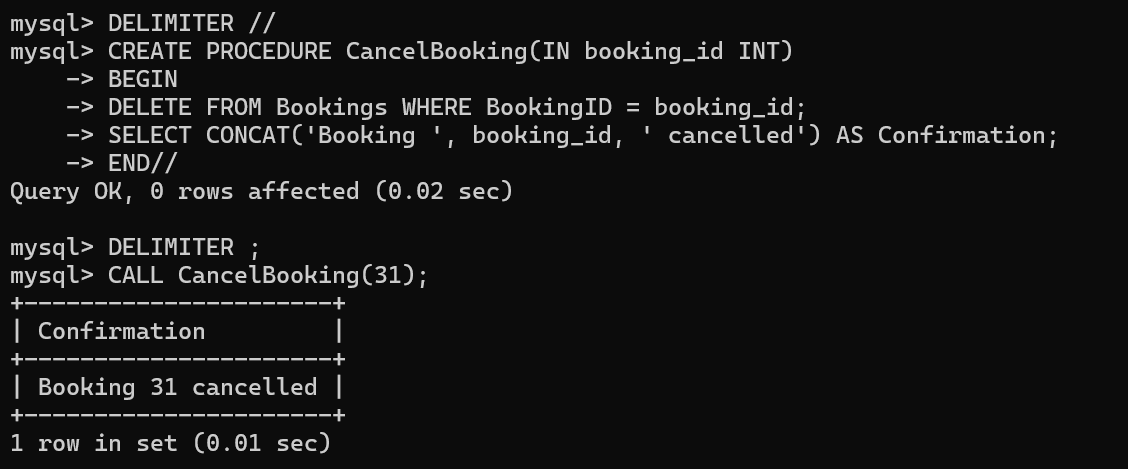 mysql> DELIMITER //
mysql> CREATE PROCEDURE CancelBooking(IN booking_id INT)
    -> BEGIN
    -> DELETE FROM Bookings WHERE BookingID = booking_id;
    -> SELECT CONCAT('Booking ', booking_id, ' cancelled') AS Confirmation;
    -> END//
Query OK, 0 rows affected (0.02 sec)

mysql> DELIMITER ;
mysql> CALL CancelBooking(31);
+----------------------+
| Confirmation         |
+----------------------+
| Booking 31 cancelled |
+----------------------+
1 row in set (0.01 sec)